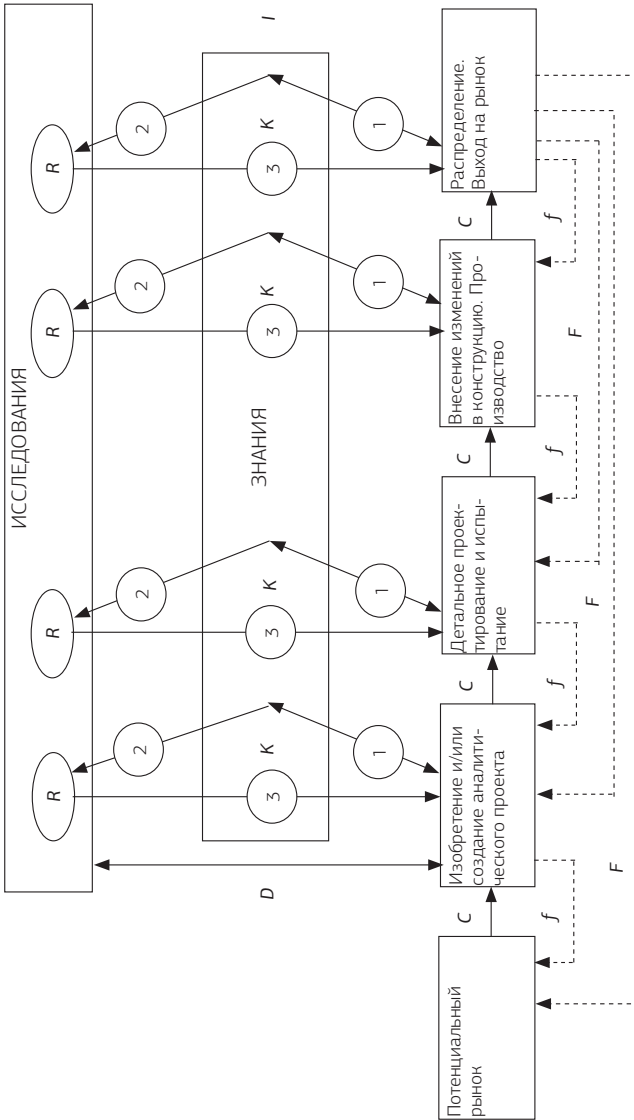 ИССЛЕДОВАНИЯ
R
R
R
R
2
2
2
2
I
ЗНАНИЯ
3
K
3
K
3
K
3
K
D
1
1
1
1
Потенциальный
рынок
C
Изобретение и/или
создание аналити-
ческого проекта
C
Детальное проек-
тирование и испы-
тание
C
Внесение изменений
в конструкцию. Про-
изводство
C
Распределение.
Выход на рынок
f
f
f
f
F
F
F